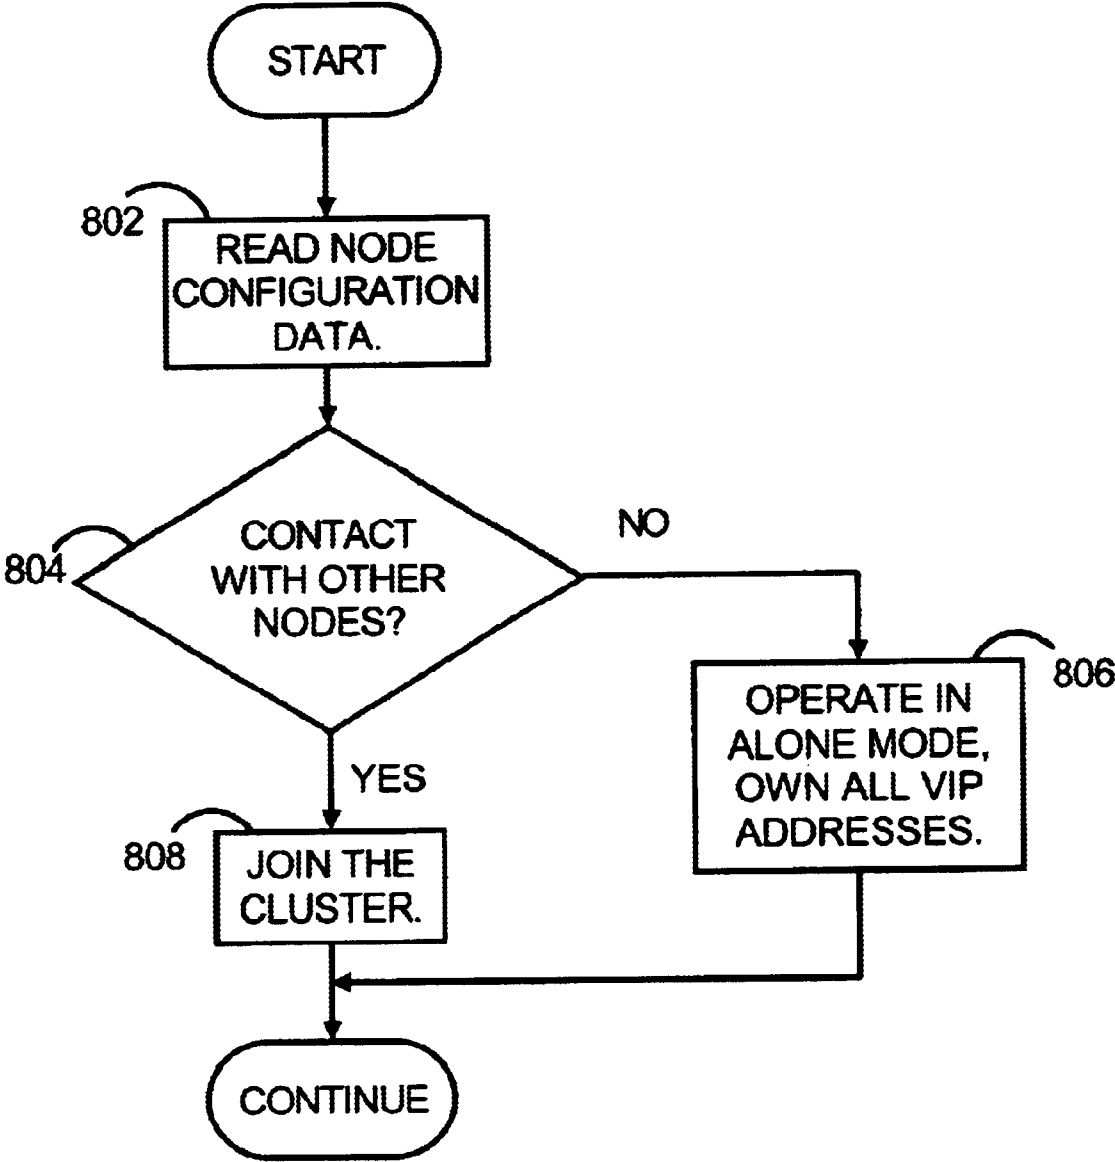 START
802
READ NODE
CONFIGURATION
DATA.
804
CONTACT
WITH OTHER
NODES?
NO
806
OPERATE IN
ALONE MODE,
OWN ALL VIP
ADDRESSES.
YES
808
JOIN THE
CLUSTER.
CONTINUE